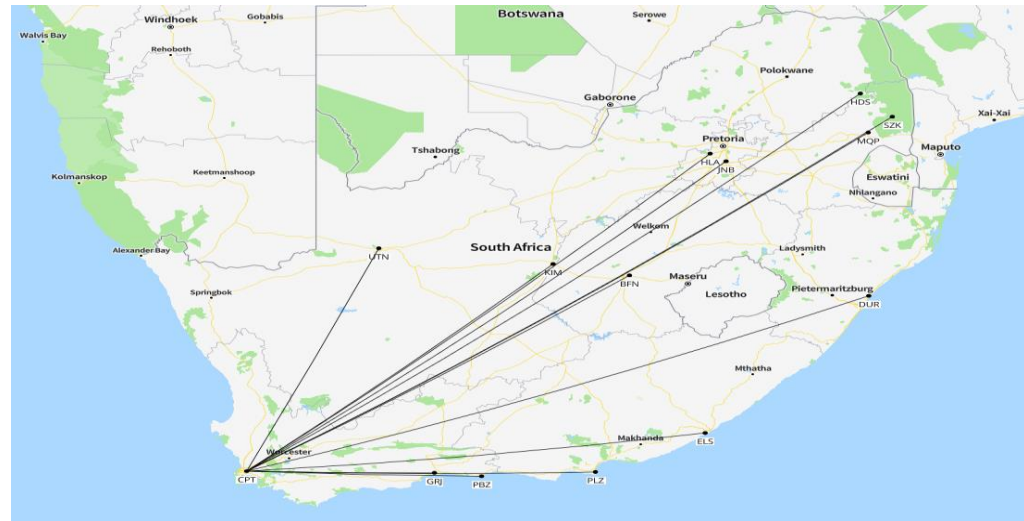 Botswana
Gobabis
Serowe
Windhoek
Walvis Bay
Rehoboth
Polokwane
Gaborone
HDS
Xai-Xai
SZK
Pretoria
MQP
Tshabong
Maputo
HLA
JNB
Kolmanskop
Keetmanshoop
Eswatini
Nhlangano
Welkom
Alexander Bay
South Africa
Ladysmith
UTN
KIM
Maseru
BFN
Springbok
Lesotho
Pietermaritzburg
DUR
Mthatha
Makhanda
ELS
Worcester
CPT
GRJ
PBZ
PLZ